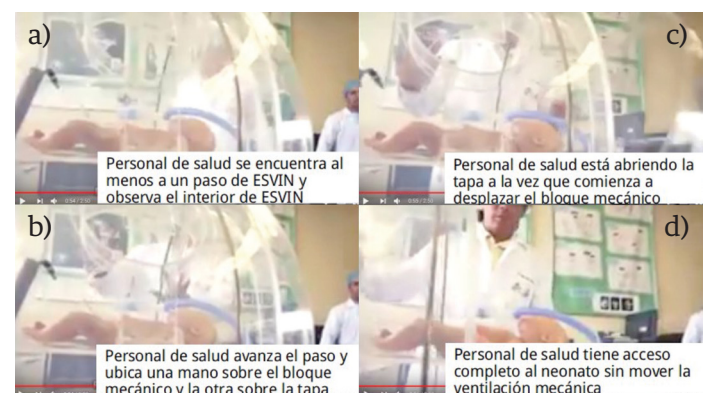 a)
Personal de salud se encuentra al
menos a un paso de ESVIN y
observa el interior de ESVIN
c)
Personal de salud está abriendo la
tapa a la vez que comienza a
desplazar el bloque mecánico
b)
Personal de salud avanza el paso y
ubica una mano sobre el bloque
mecánico y la otra sobre la tapa
d)
Personal de salud tiene acceso
completo al neonato sin mover la
ventilación mecánica